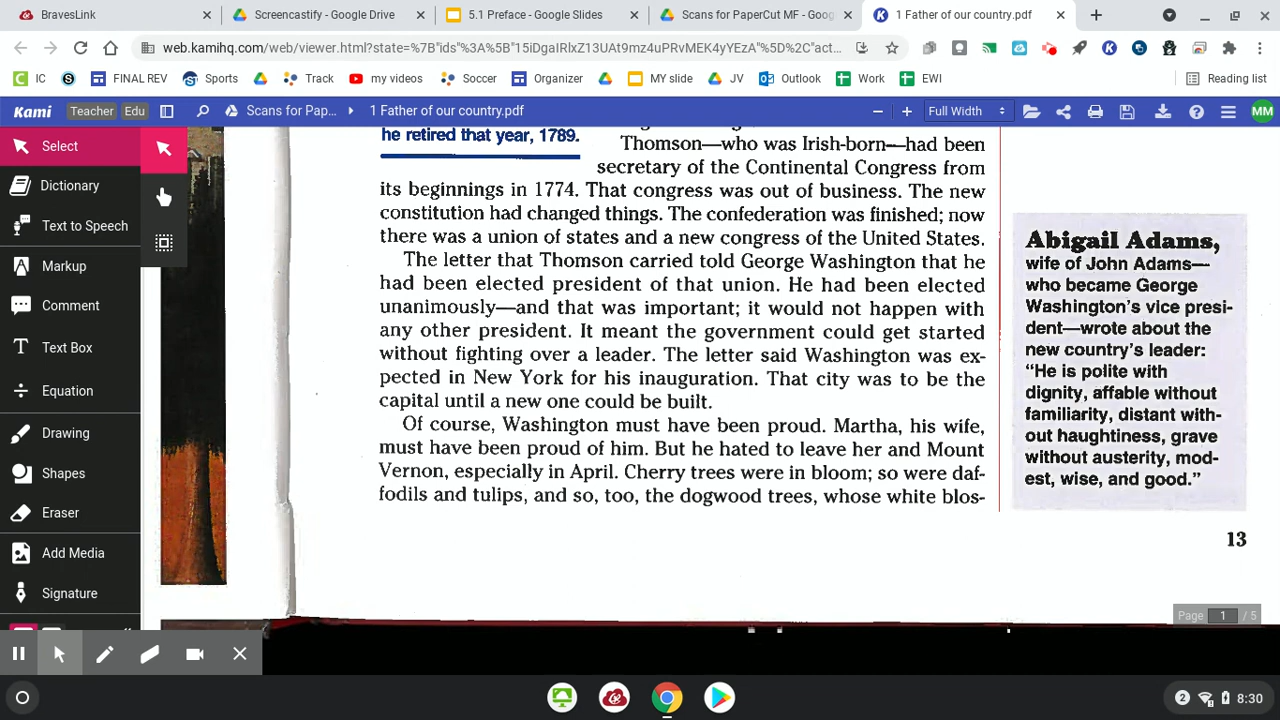 BravesLink
Screencastify - Google Drive
5.1 Preface - Google Slides
Scans for PaperCut MF - Goog
1 Father of our country.pdf
web.kamihq.com/web/viewer.html?state=%7B"ids"%3A%5B"15iDgaIRlxZ13UAt9mz4uPRvMEK4yYEzA"%5D%2C"act…
IC
FINAL REV
Sports
Track
my videos
Soccer
Organizer
MY slide
JV
Outlook
Work
EWI
Reading list
Kami
Teacher
Edu
Scans for Pap...
1 Father of our country.pdf
Full Width
MM
Select
Dictionary
Text to Speech
Markup
Comment
Text Box
Equation
Drawing
Shapes
Eraser
Add Media
Signature
he retired that year, 1789.
Thomson—who was Irish-born—had been
secretary of the Continental Congress from
its beginnings in 1774. That congress was out of business. The new
constitution had changed things. The confederation was finished; now
there was a union of states and a new congress of the United States.
The letter that Thomson carried told George Washington that he
had been elected president of that union. He had been elected
unanimously—and that was important; it would not happen with
any other president. It meant the government could get started
without fighting over a leader. The letter said Washington was ex-
pected in New York for his inauguration. That city was to be the
capital until a new one could be built.
Of course, Washington must have been proud. Martha, his wife,
must have been proud of him. But he hated to leave her and Mount
Vernon, especially in April. Cherry trees were in bloom; so were daf-
fodils and tulips, and so, too, the dogwood trees, whose white blos-
Abigail Adams,
wife of John Adams—
who became George
Washington's vice presi-
dent—wrote about the
new country's leader:
"He is polite with
dignity, affable without
familiarity, distant with-
out haughtiness, grave
without austerity, mod-
est, wise, and good."
13
Page 1 / 5
2
8:30